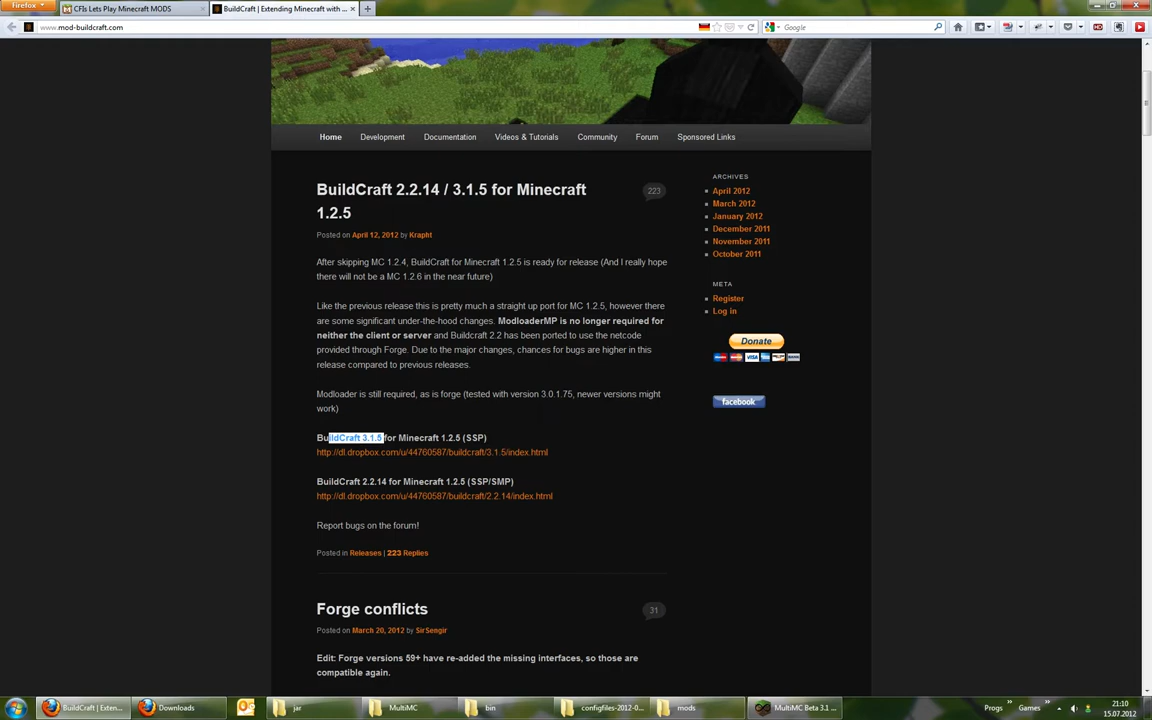 Firefox
CFIs Lets Play Minecraft MODS
BuildCraft | Extending Minecraft with ...
www.mod-buildcraft.com
Google
Home
Development
Documentation
Videos & Tutorials
Community
Forum
Sponsored Links
BuildCraft 2.2.14 / 3.1.5 for Minecraft
1.2.5
223
Posted on April 12, 2012 by Krapht
After skipping MC 1.2.4, BuildCraft for Minecraft 1.2.5 is ready for release (And I really hope
there will not be a MC 1.2.6 in the near future)
Like the previous release this is pretty much a straight up port for MC 1.2.5, however there
are some significant under-the-hood changes. ModloaderMP is no longer required for
neither the client or server and Buildcraft 2.2 has been ported to use the netcode
provided through Forge. Due to the major changes, chances for bugs are higher in this
release compared to previous releases.
Modloader is still required, as is forge (tested with version 3.0.1.75, newer versions might
work)
BuildCraft 3.1.5 for Minecraft 1.2.5 (SSP)
http://dl.dropbox.com/u/44760587/buildcraft/3.1.5/index.html
BuildCraft 2.2.14 for Minecraft 1.2.5 (SSP/SMP)
http://dl.dropbox.com/u/44760587/buildcraft/2.2.14/index.html
Report bugs on the forum!
Posted in Releases | 223 Replies
Forge conflicts
31
Posted on March 20, 2012 by SirSengir
Edit: Forge versions 59+ have re-added the missing interfaces, so those are
compatible again.
ARCHIVES
April 2012
March 2012
January 2012
December 2011
November 2011
October 2011
META
Register
Log in
Donate
VISA
facebook
BuildCraft | Exten...
Downloads
jar
MultiMC
bin
configfiles-2012-0...
mods
MultiMC Beta 3.1 ...
Progs
Games
21:10
15.07.2012